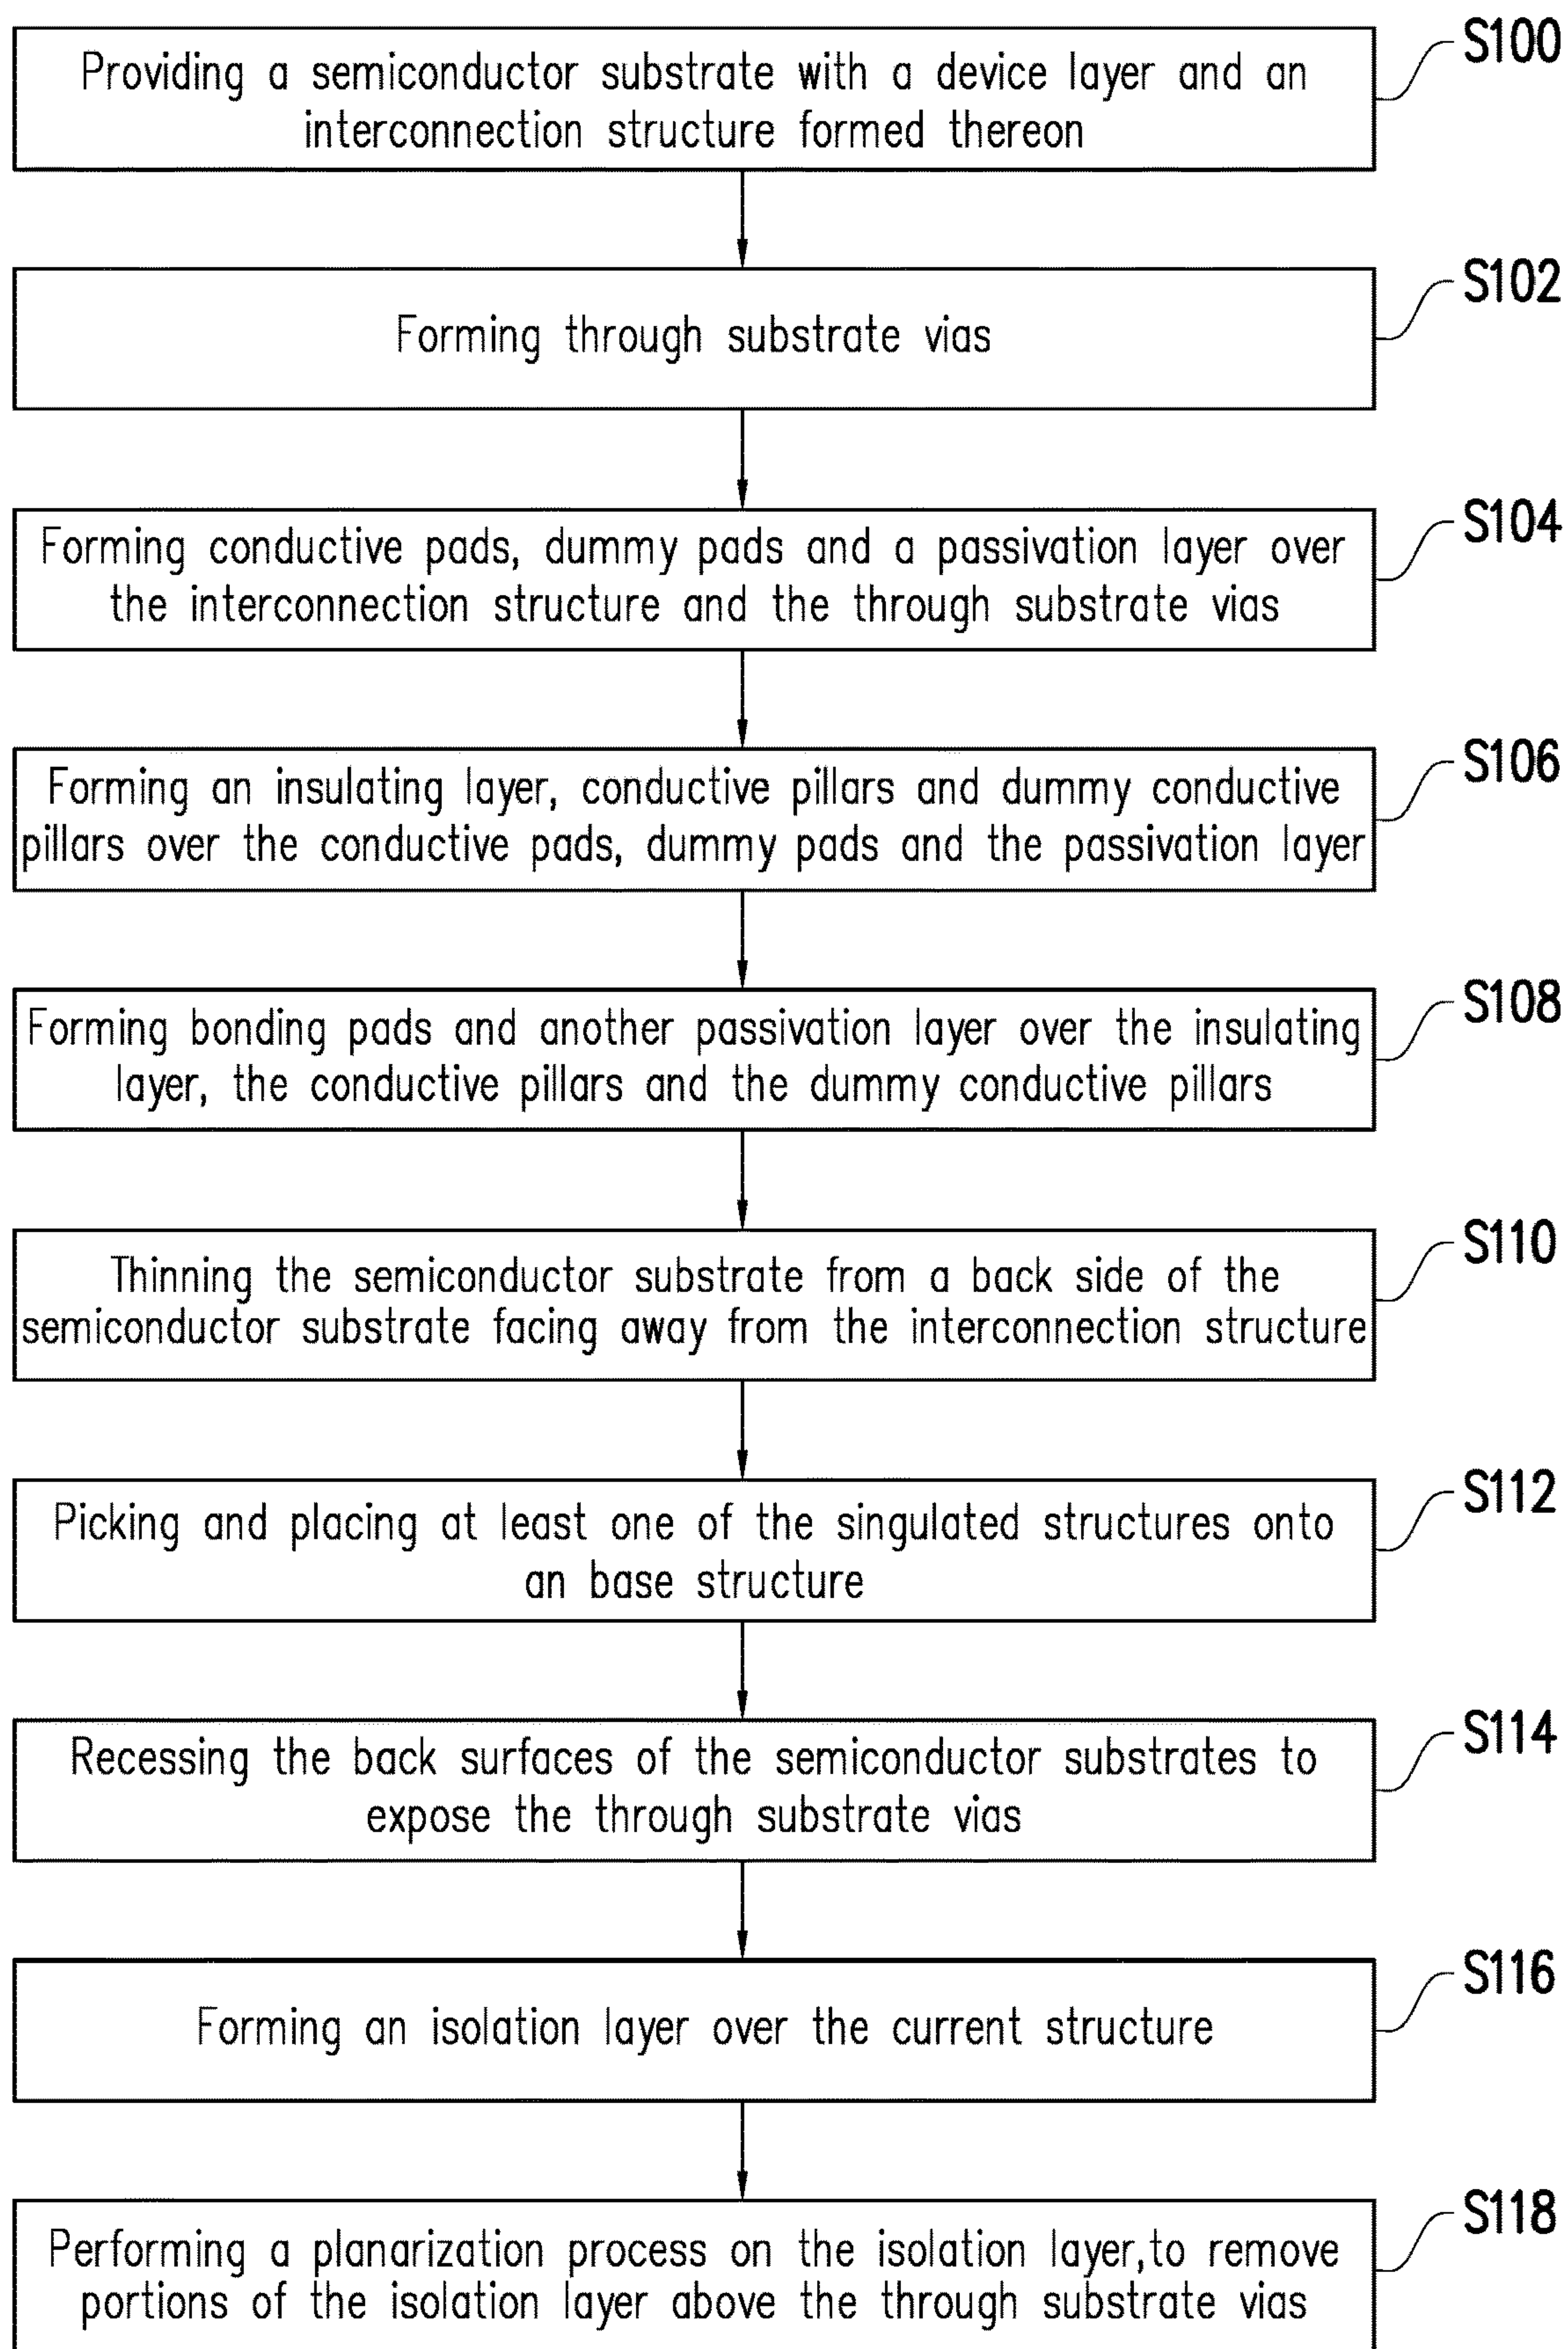 S100
Providing a semiconductor substrate with a device layer and an
interconnection structure formed thereon
S102
Forming through substrate vias
S104
Forming conductive pads, dummy pads and a passivation layer over
the interconnection structure and the through substrate vias
S106
Forming an insulating layer, conductive pillars and dummy conductive
pillars over the conductive pads, dummy pads and the passivation layer
S108
Forming bonding pads and another passivation layer over the insulating
layer, the conductive pillars and the dummy conductive pillars
S110
Thinning the semiconductor substrate from a back side of the
semiconductor substrate facing away from the interconnection structure
S112
Picking and placing at least one of the singulated structures onto
an base structure
S114
Recessing the back surfaces of the semiconductor substrates to
expose the through substrate vias
S116
Forming an isolation layer over the current structure
S118
Performing a planarization process on the isolation layer,to remove
portions of the isolation layer above the through substrate vias